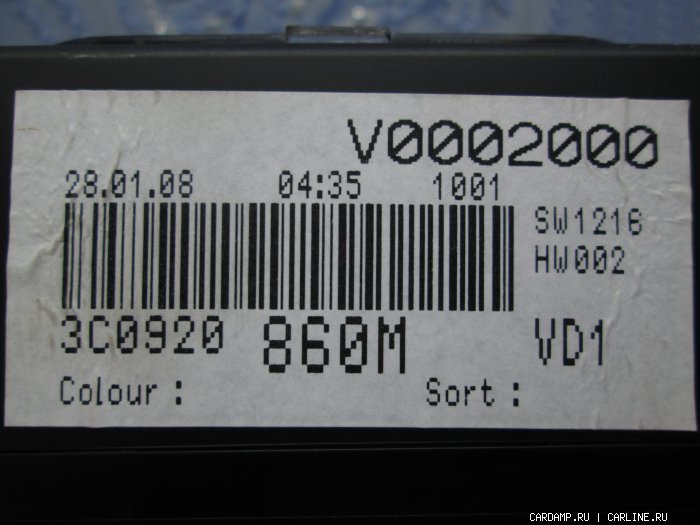 V0002000
28.01.08 04:35 1001
SW1216
HW002
3C0920 860M VD1
Colour : Sort :
CARDAMP.RU | CARLINE.RU